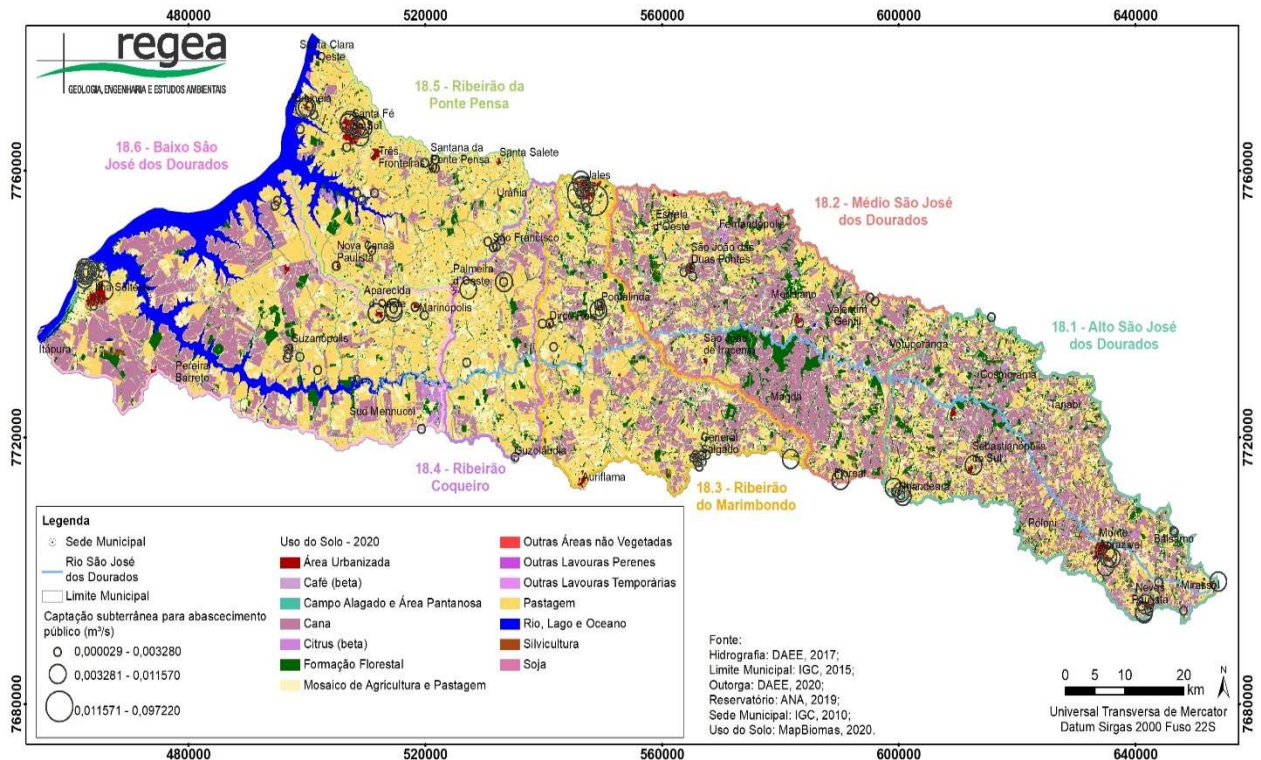 480000
520000
560000
600000
640000
regea
GEOLOGIA, ENGENHARIA E ESTUDOS AMBIENTAIS
Santa Clara
Oeste
18.5 - Ribeirão da
Ponte Pensa
Santa Fé
do Sul
18.6 - Baixo São
José dos Dourados
Três
Fronteiras
Santana da
Ponte Pensa
Santa Salete
7760000
7760000
Jales
Urânia
18.2 - Médio São José
dos Dourados
Estrela
d'Oeste
Fernandópolis
São Francisco
Nova Canaã
Paulista
São João das
Duas Pontes
Palmeira
d'Oeste
Ilha Solteira
Aparecida
d'Oeste
Marinópolis
Pontalinda
Meridiano
Valentim
Gentil
Dirce Reis
18.1 - Alto São José
dos Dourados
Itapura
Suzanápolis
São João
de Iracema
Votuporanga
Pereira
Barreto
Cosmorama
Sud Mennucci
Magda
Tanabi
7720000
7720000
General
Salgado
Sebastianópolis
do Sul
Guzolândia
18.4 - Ribeirão
Coqueiro
Auriflama
18.3 - Ribeirão
do Marimbondo
Floreal
Nhandeara
Poloni
Monte
Aprazível
Bálsamo
Neves
Paulista
Mirassol
Legenda
Sede Municipal
Rio São José
dos Dourados
Limite Municipal
Captação subterrânea para abascecimento
público (m³/s)
0,000029 - 0,003280
0,003281 - 0,011570
0,011571 - 0,097220
Uso do Solo - 2020
Área Urbanizada
Café (beta)
Campo Alagado e Área Pantanosa
Cana
Citrus (beta)
Formação Florestal
Mosaico de Agricultura e Pastagem
Outras Áreas não Vegetadas
Outras Lavouras Perenes
Outras Lavouras Temporárias
Pastagem
Rio, Lago e Oceano
Silvicultura
Soja
Fonte:
Hidrografia: DAEE, 2017;
Limite Municipal: IGC, 2015;
Outorga: DAEE, 2020;
Reservatório: ANA, 2019;
Sede Municipal: IGC, 2010;
Uso do Solo: MapBiomas, 2020.
0 5 10 20
km
N
Universal Transversa de Mercator
Datum Sirgas 2000 Fuso 22S
7680000
7680000
480000
520000
560000
600000
640000